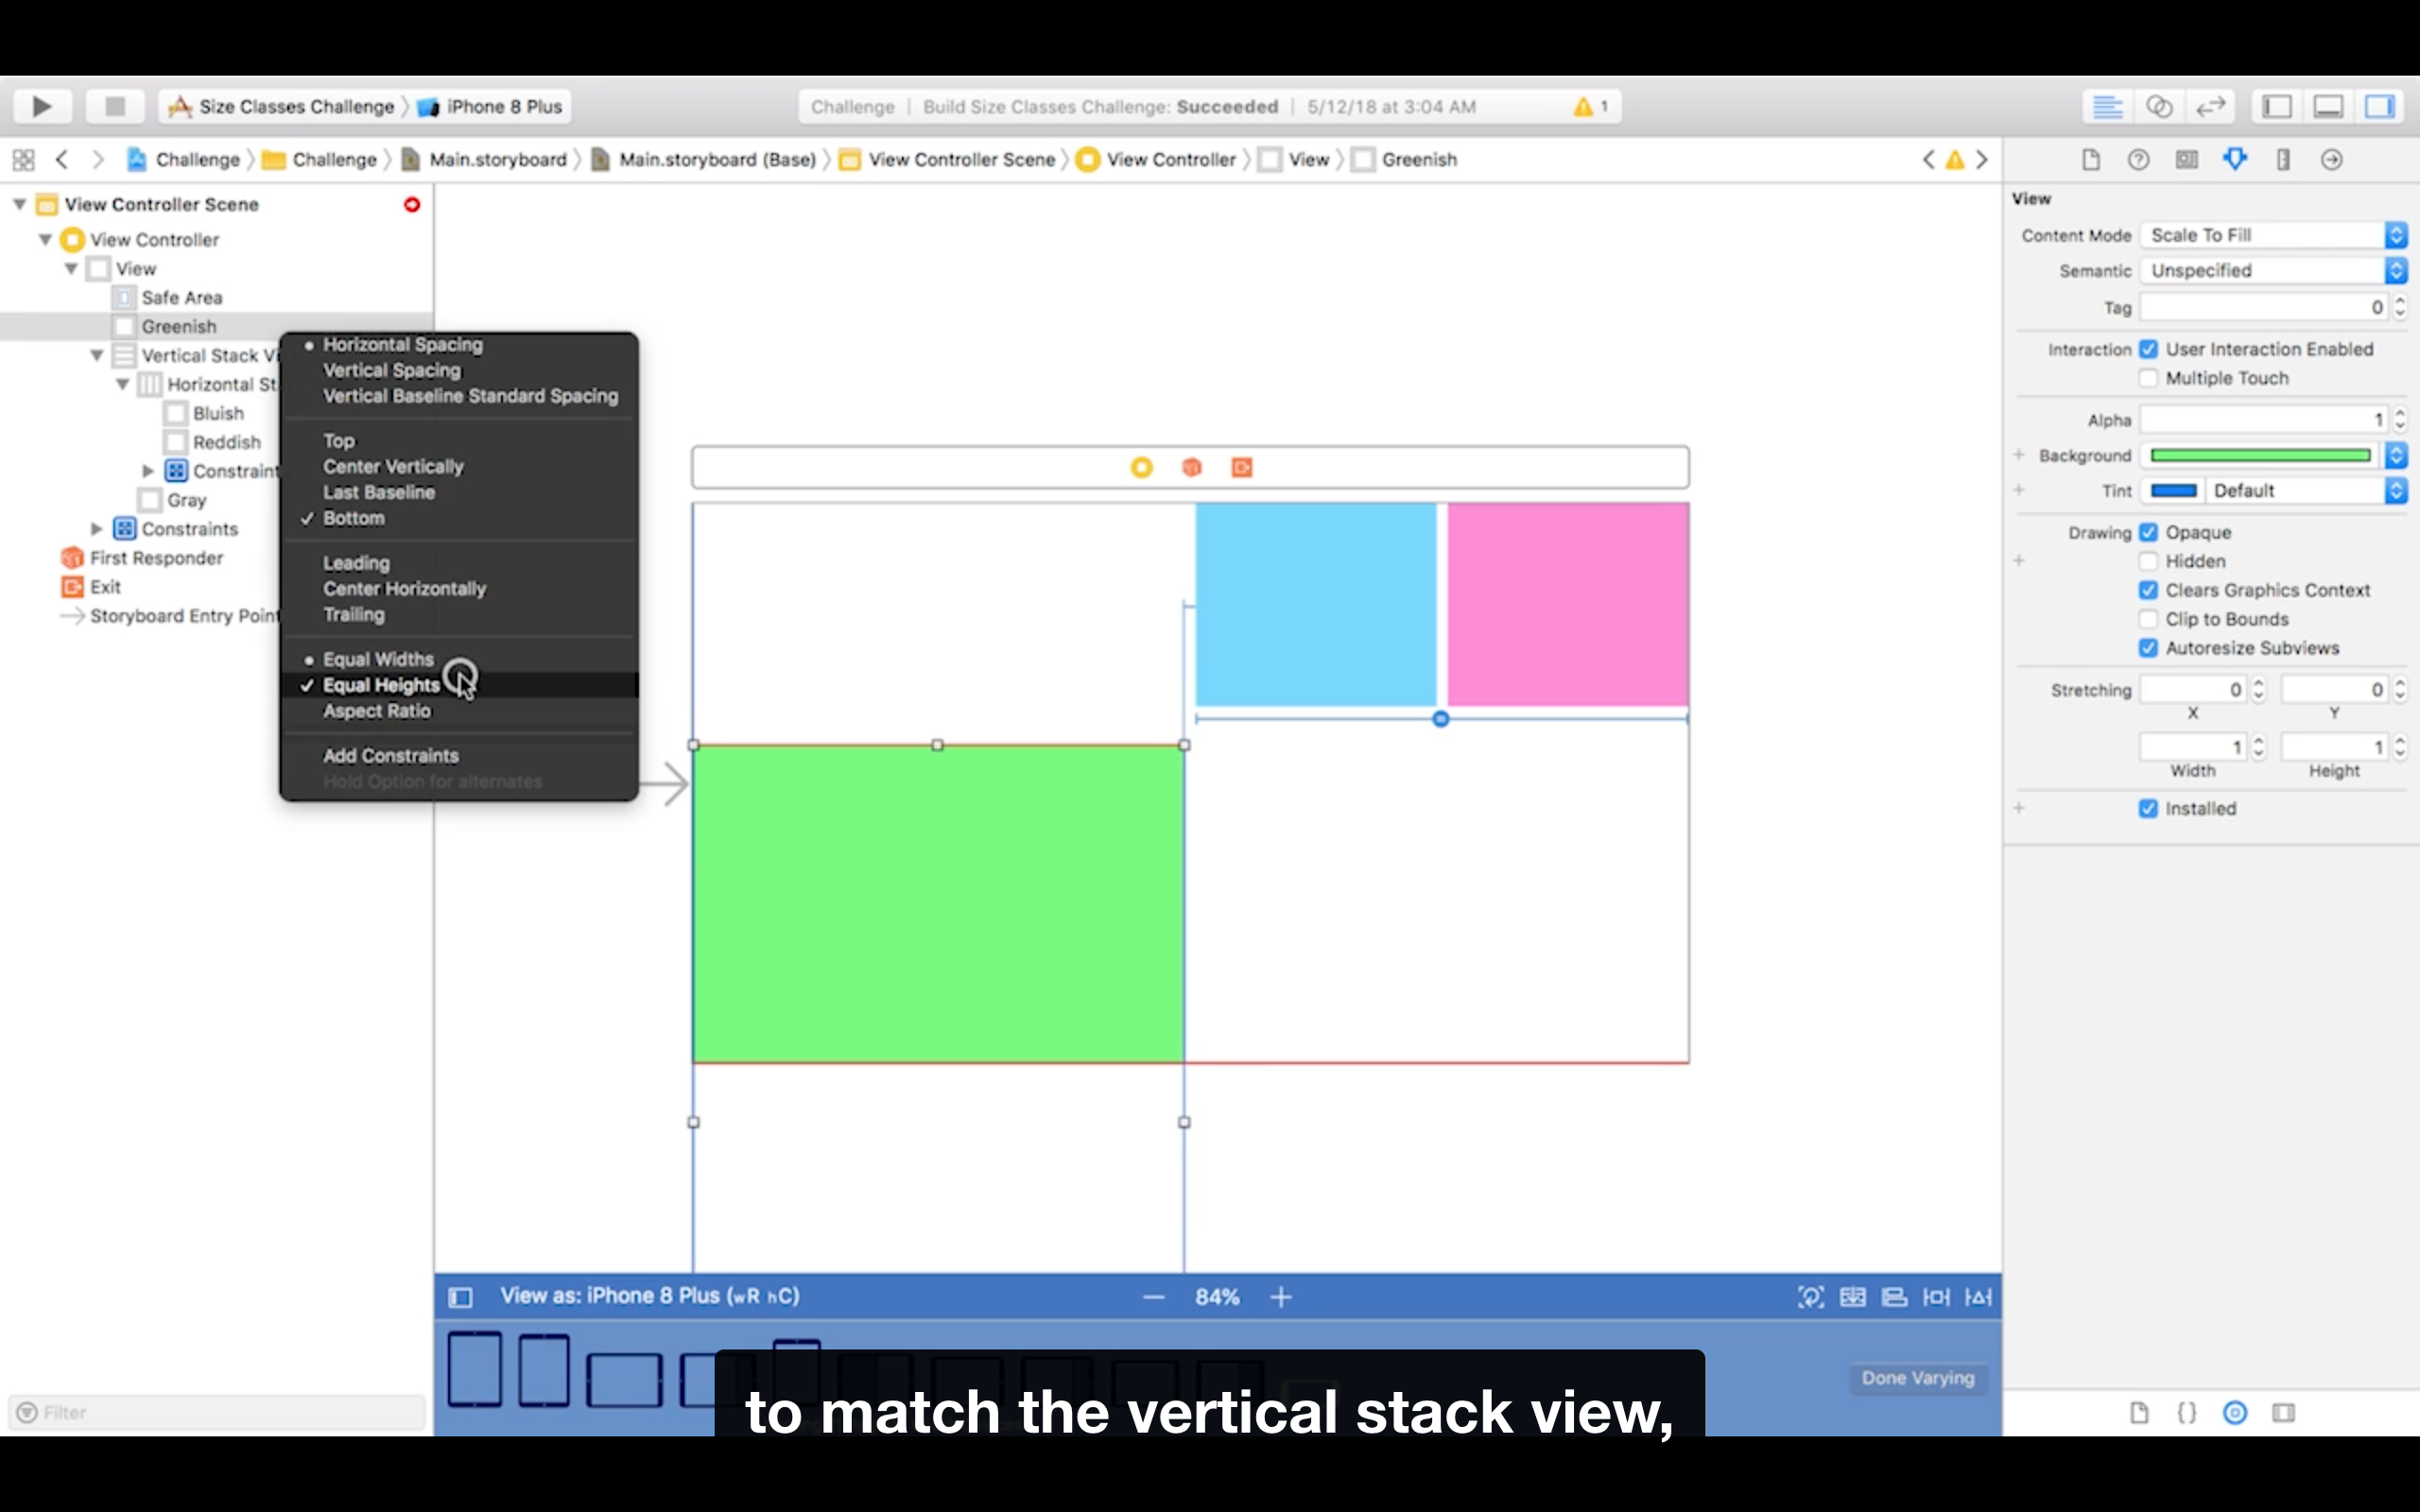 Size Classes Challenge
iPhone 8 Plus
Challenge | Build Size Classes Challenge: Succeeded | 5/12/18 at 3:04 AM
1
Challenge
Challenge
Main.storyboard
Main.storyboard (Base)
View Controller Scene
View Controller
View
Greenish
View Controller Scene
View Controller
View
Safe Area
Greenish
Vertical Stack Vi
Horizontal St
Bluish
Reddish
Constraint
Gray
Constraints
First Responder
Exit
Storyboard Entry Point
Filter
Horizontal Spacing
Vertical Spacing
Vertical Baseline Standard Spacing
Top
Center Vertically
Last Baseline
✓ Bottom
Leading
Center Horizontally
Trailing
Equal Widths
✓ Equal Heights
Aspect Ratio
Add Constraints
Hold Option for alternates
View as: iPhone 8 Plus (wR hC)
84%
Done Varying
to match the vertical stack view,
View
Content Mode Scale To Fill
Semantic Unspecified
Tag 0
Interaction User Interaction Enabled
Multiple Touch
Alpha 1
Background
Tint Default
Drawing Opaque
Hidden
Clears Graphics Context
Clip to Bounds
Autoresize Subviews
Stretching 0 0
X Y
1 1
Width Height
Installed